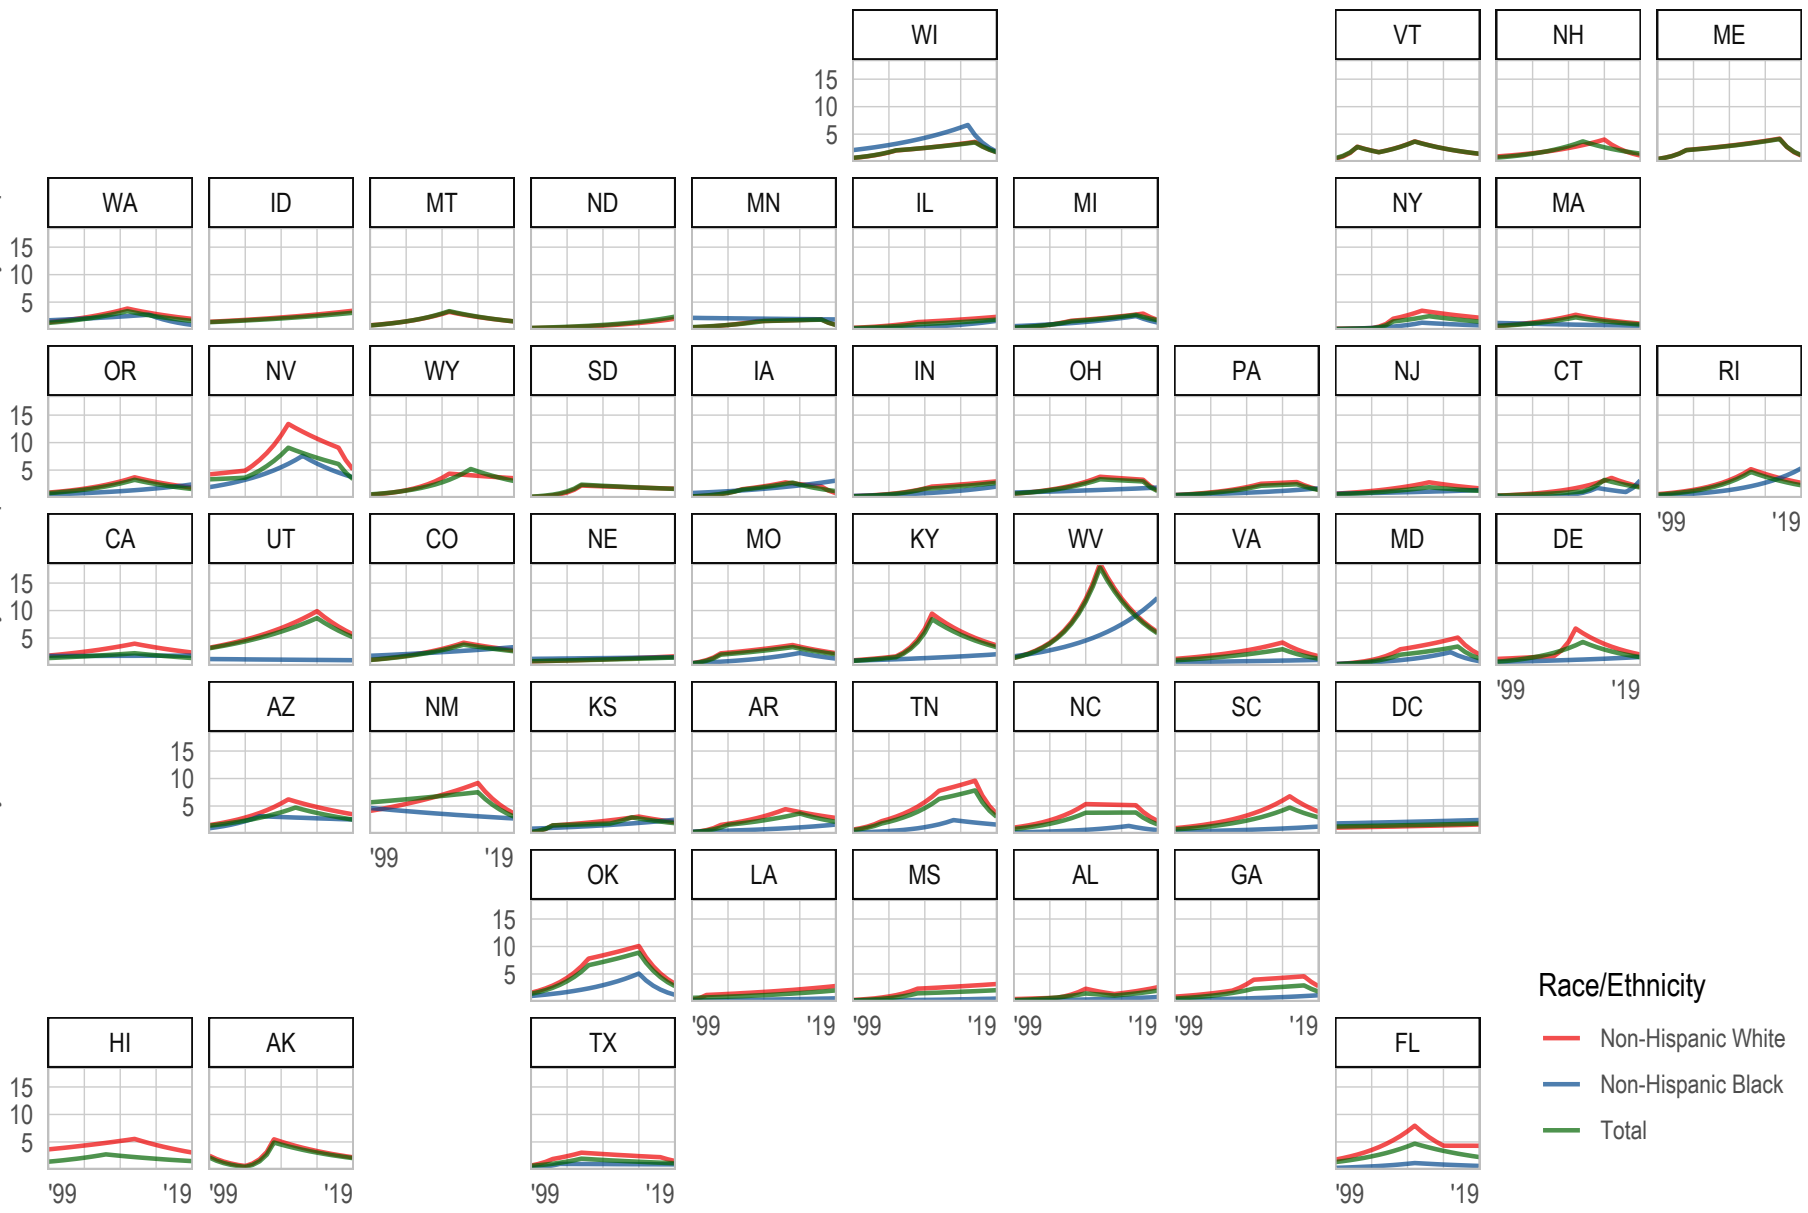 WI VT NH ME
15
10
5
WA ID MT ND MN IL MI NY MA
15
10
5
OR NV WY SD IA IN OH PA NJ CT RI
15
10
5
'99 '19
CA UT CO NE MO KY WV VA MD DE
15
10
5
'99 '19
AZ NM KS AR TN NC SC DC
15
10
5
'99 '19
OK LA MS AL GA
15
10
5
'99 '19 '99 '19 '99 '19 '99 '19
HI AK TX FL
15
10
5
'99 '19 '99 '19 '99 '19 '99 '19
Race/Ethnicity
Non-Hispanic White
Non-Hispanic Black
Total